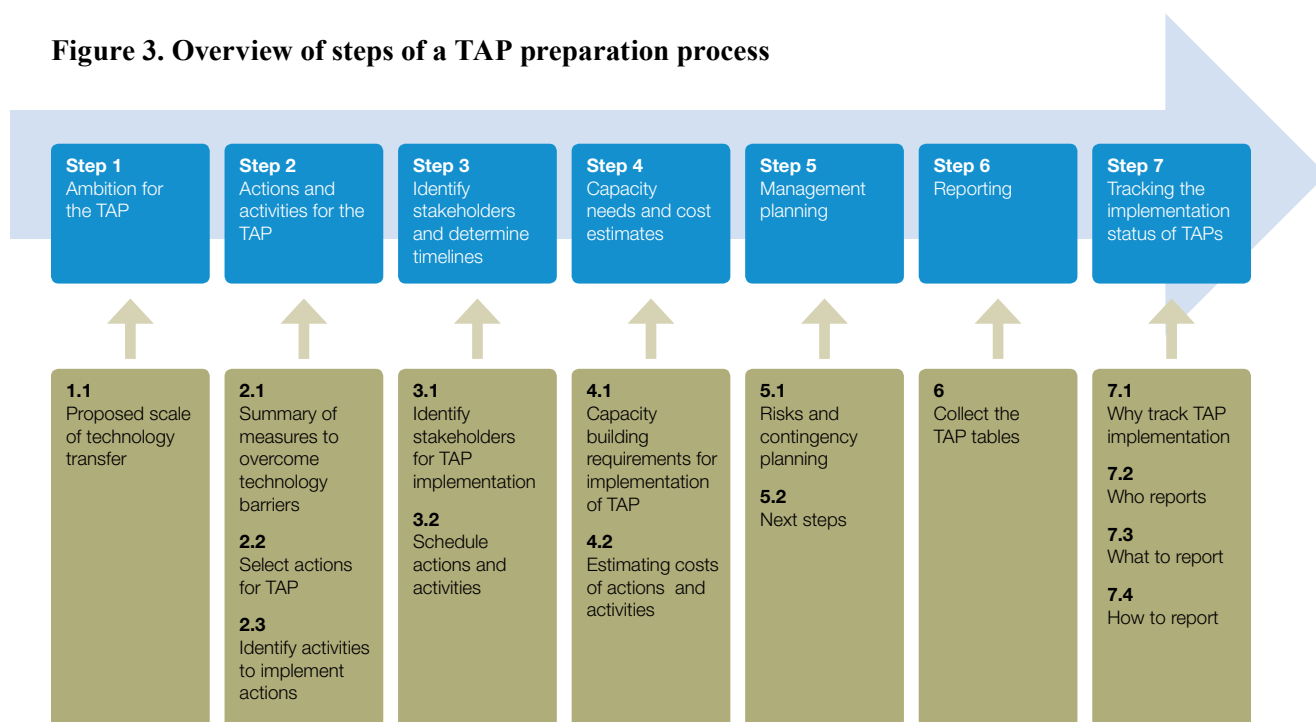 Figure 3. Overview of steps of a TAP preparation process
Step 1
Ambition for
the TAP
Step 2
Actions and
activities for the
TAP
Step 3
Identify
stakeholders
and determine
timelines
Step 4
Capacity
needs and cost
estimates
Step 5
Management
planning
Step 6
Reporting
Step 7
Tracking the
implementation
status of TAPs
1.1
Proposed scale
of technology
transfer
2.1
Summary of
measures to
overcome
technology
barriers
2.2
Select actions
for TAP
2.3
Identify activities
to implement
actions
3.1
Identify
stakeholders
for TAP
implementation
3.2
Schedule
actions and
activities
4.1
Capacity
building
requirements for
implementation
of TAP
4.2
Estimating costs
of actions and
activities
5.1
Risks and
contingency
planning
5.2
Next steps
6
Collect the
TAP tables
7.1
Why track TAP
implementation
7.2
Who reports
7.3
What to report
7.4
How to report